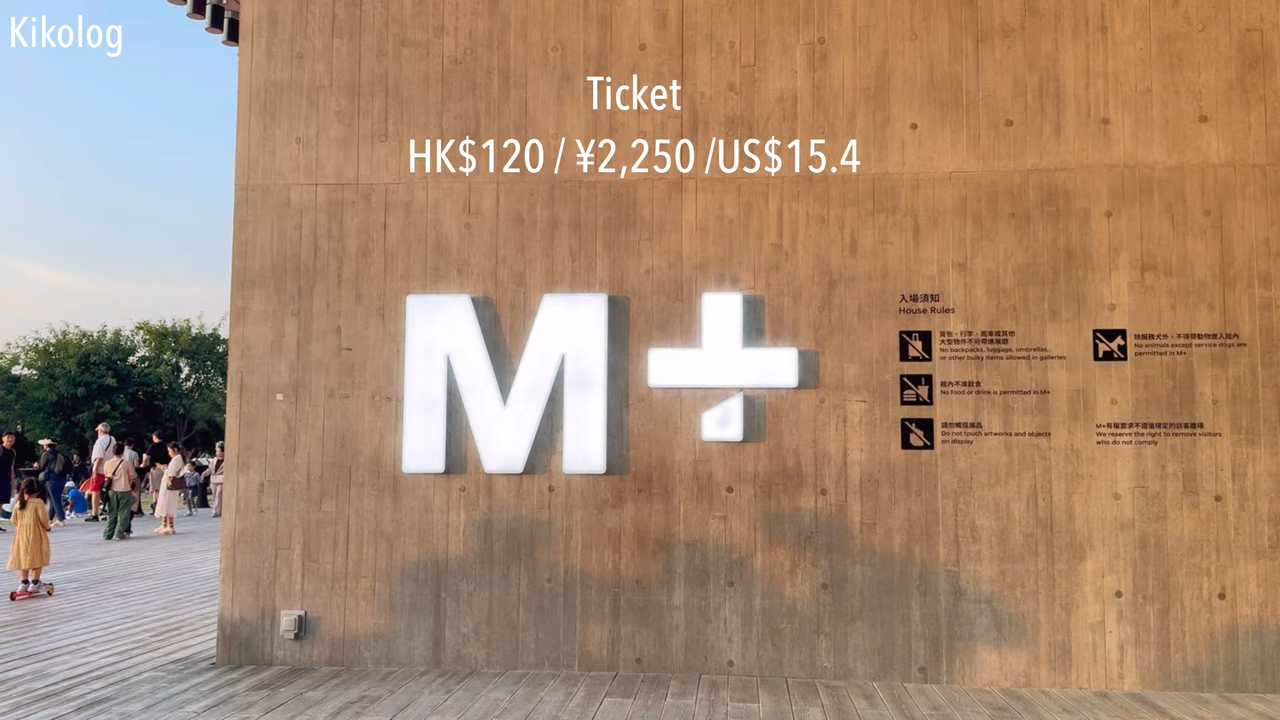 Kikolog
Ticket
HK$120 / ¥2,250 /US$15.4
M+
入場須知
House Rules
背包、行李、雨傘或其他
大型物件不可帶進展廳
No backpacks, luggage, umbrellas,
or other bulky items allowed in galleries
館內不准飲食
No food or drink is permitted in M+
請勿觸摸展品
Do not touch artworks and objects
on display
除服務犬外，不得帶動物進入館內
No animals except service dogs are
permitted in M+
M+有權要求不遵循規定的訪客離場
We reserve the right to remove visitors
who do not comply